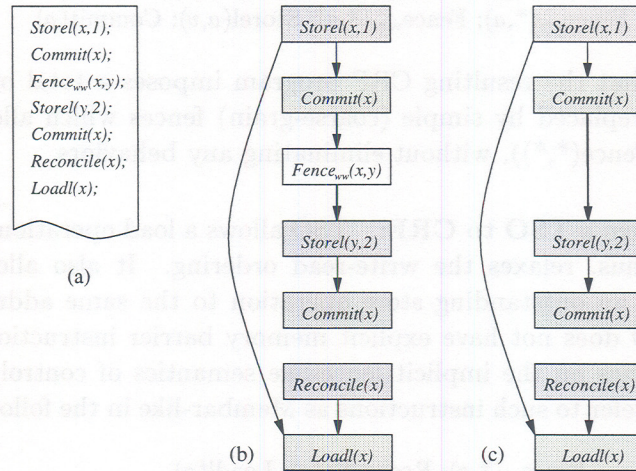 Storel(x,1);
Commit(x);
Fence_ww(x,y);
Storel(y,2);
Commit(x);
Reconcile(x);
Loadl(x);
(a)
Storel(x,1)
Commit(x)
Fence_ww(x,y)
Storel(y,2)
Commit(x)
Reconcile(x)
Loadl(x)
(b)
Storel(x,1)
Commit(x)
Storel(y,2)
Commit(x)
Reconcile(x)
Loadl(x)
(c)